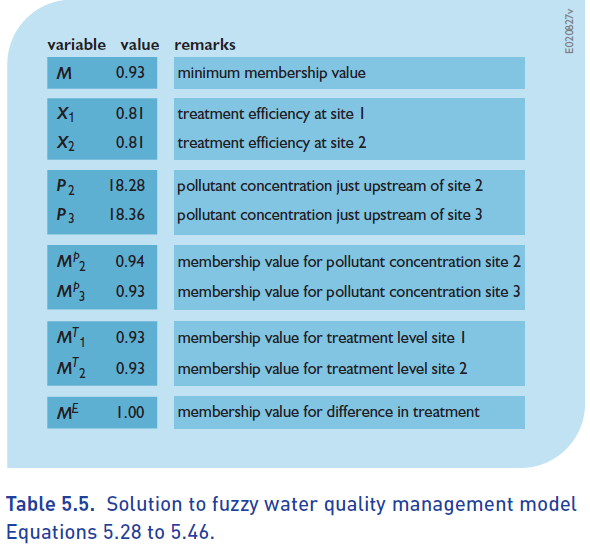 E020827v
variable value remarks
M 0.93 minimum membership value
X1 0.81 treatment efficiency at site 1
X2 0.81 treatment efficiency at site 2
P2 18.28 pollutant concentration just upstream of site 2
P3 18.36 pollutant concentration just upstream of site 3
MP2 0.94 membership value for pollutant concentration site 2
MP3 0.93 membership value for pollutant concentration site 3
MT1 0.93 membership value for treatment level site 1
MT2 0.93 membership value for treatment level site 2
ME 1.00 membership value for difference in treatment
Table 5.5. Solution to fuzzy water quality management model
Equations 5.28 to 5.46.